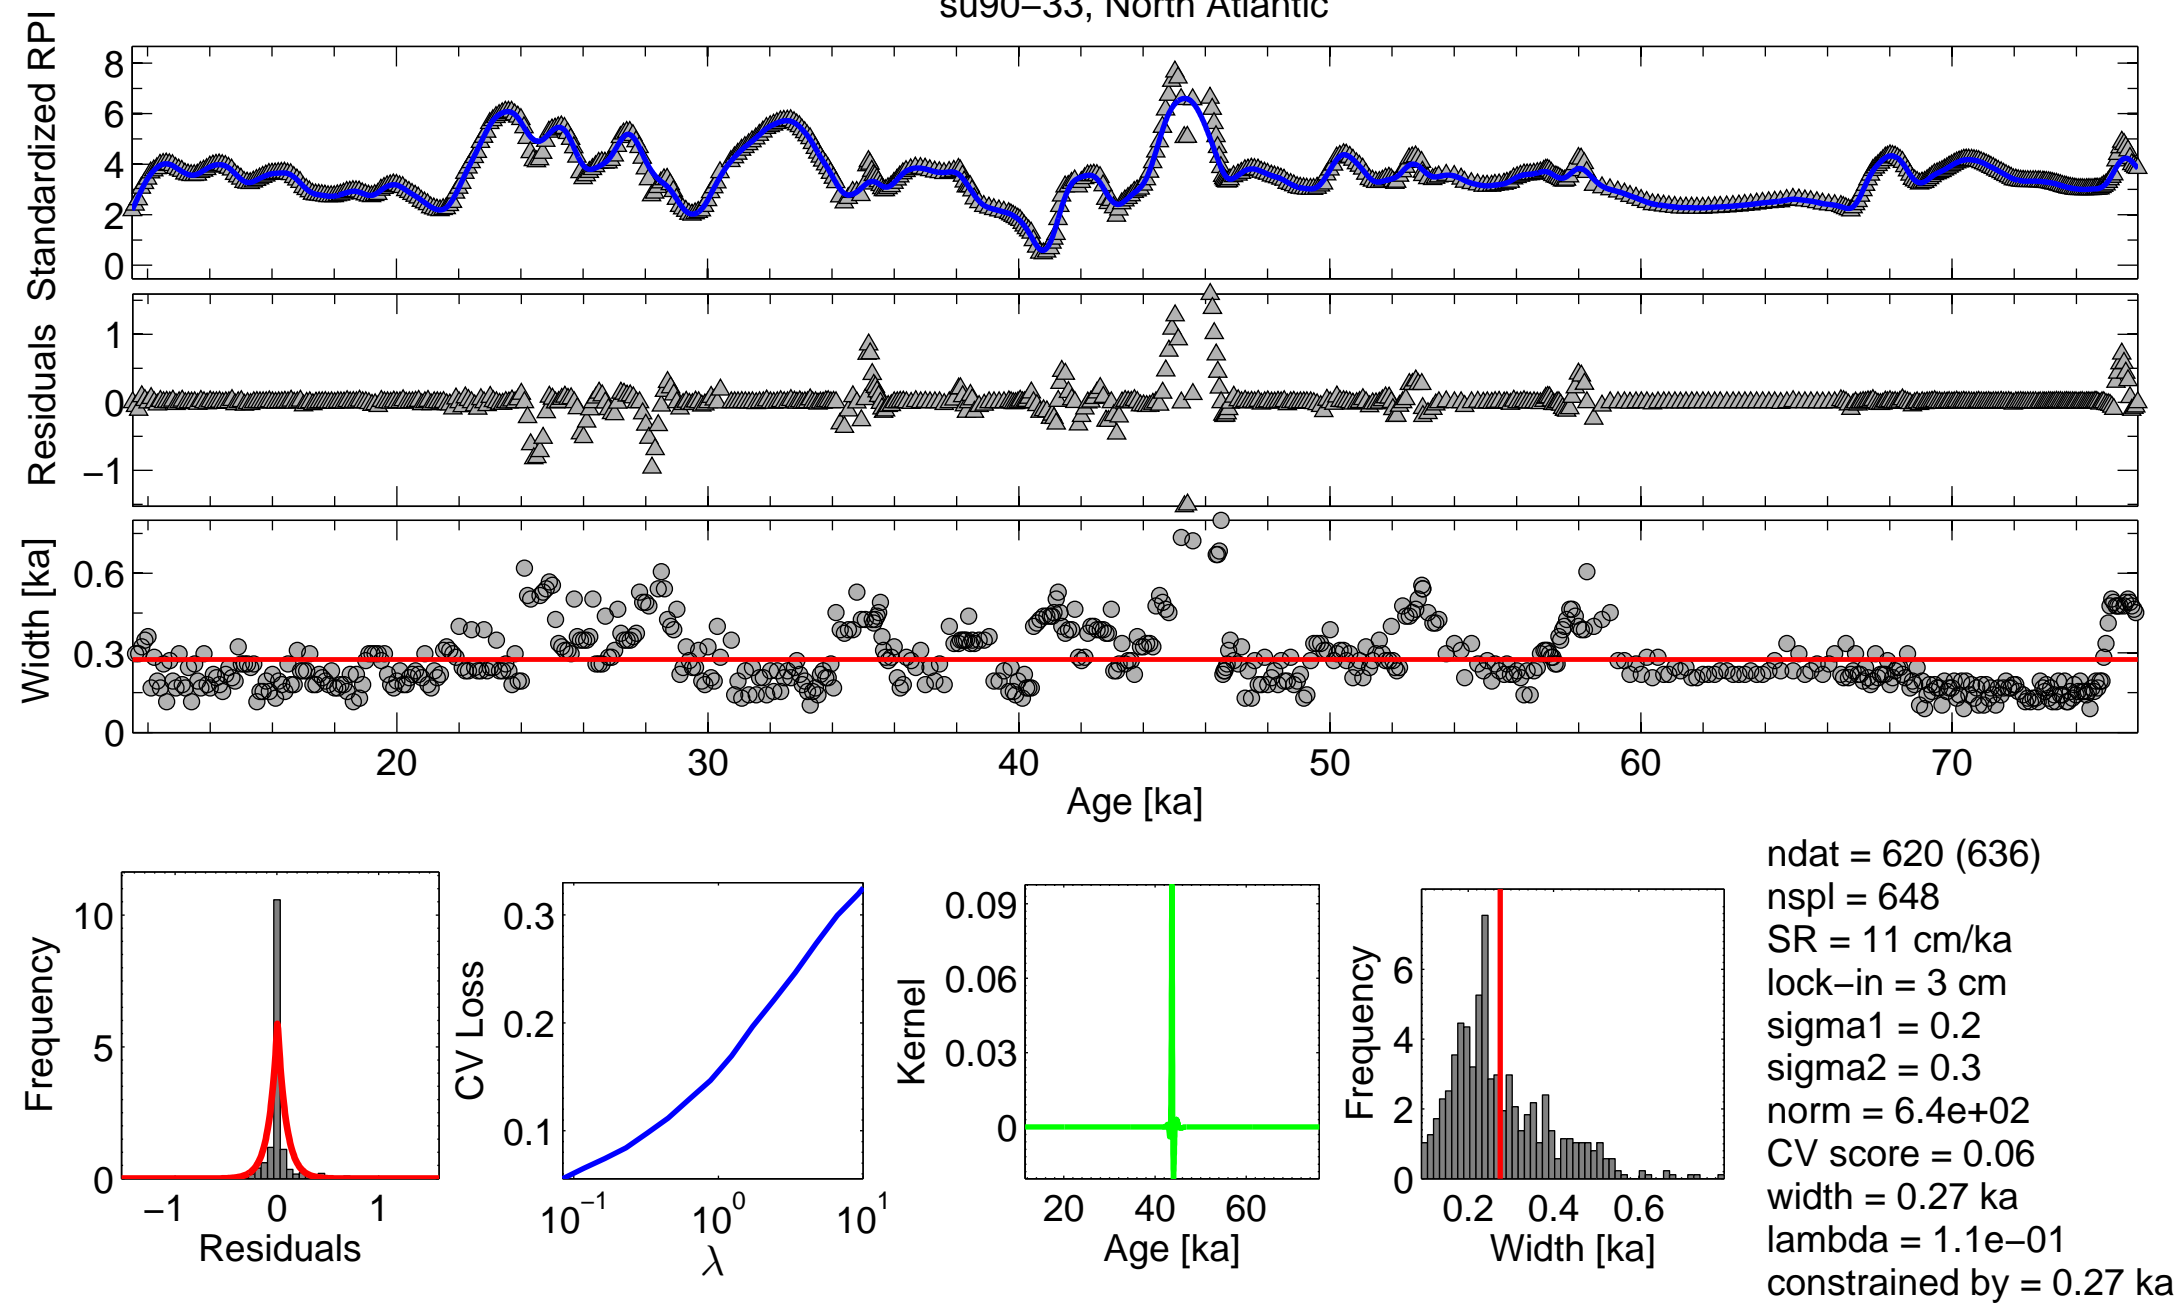 su90−33, North Atlantic
Standardized RPI
8
6
4
2
0
Residuals
1
0
−1
Width [ka]
0.6
0.3
0
20 30 40 50 60 70
Age [ka]
Frequency
10
5
0
−1 0 1
Residuals
CV Loss
0.3
0.2
0.1
10−1 100 101
λ
Kernel
0.09
0.06
0.03
0
20 40 60
Age [ka]
Frequency
6
4
2
0
0.2 0.4 0.6
Width [ka]
ndat = 620 (636)
nspl = 648
SR = 11 cm/ka
lock−in = 3 cm
sigma1 = 0.2
sigma2 = 0.3
norm = 6.4e+02
CV score = 0.06
width = 0.27 ka
lambda = 1.1e−01
constrained by = 0.27 ka